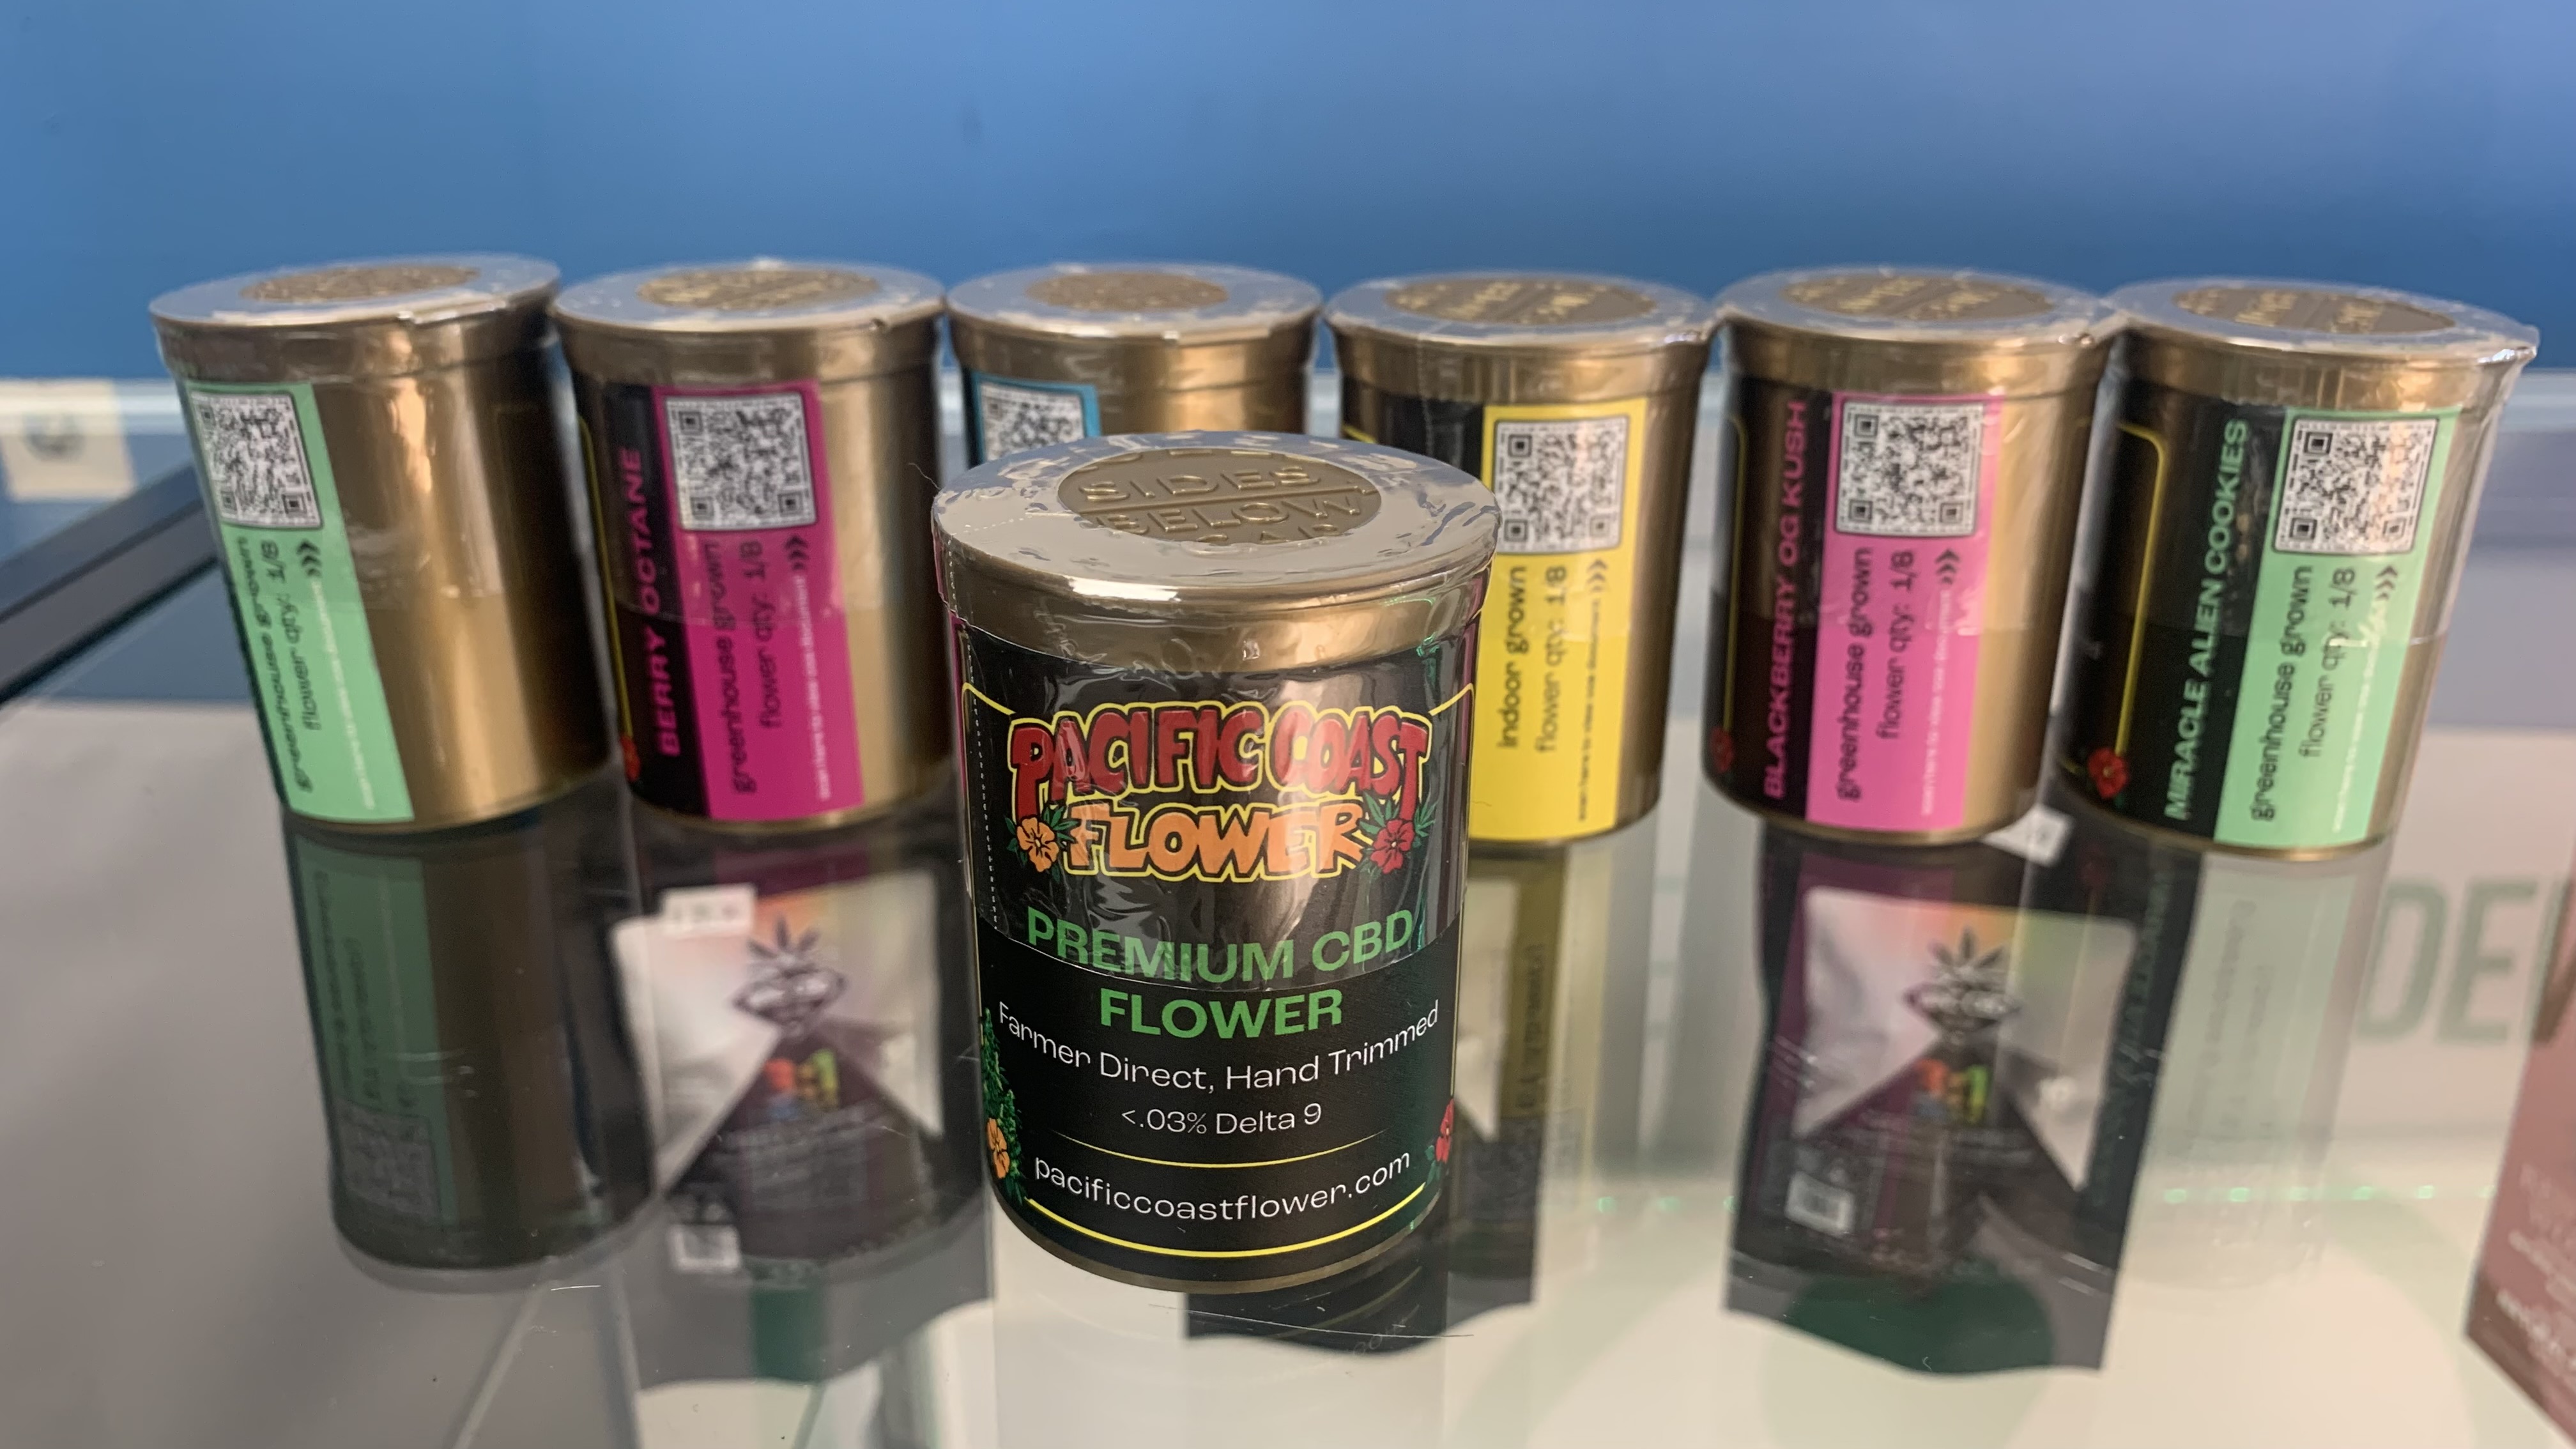 SIDES
BELOW
PACIFIC COAST
FLOWER
PREMIUM CBD
FLOWER
Farmer Direct, Hand Trimmed
<.03% Delta 9
pacificcoastflower.com
greenhouse grown
flower qty: 1/8
BERRY OCTANE
greenhouse grown
flower qty: 1/8
indoor grown
flower qty: 1/8
BLACKBERRY OG KUSH
greenhouse grown
flower qty: 1/8
MIRACLE ALIEN COOKIES
greenhouse grown
flower qty: 1/8